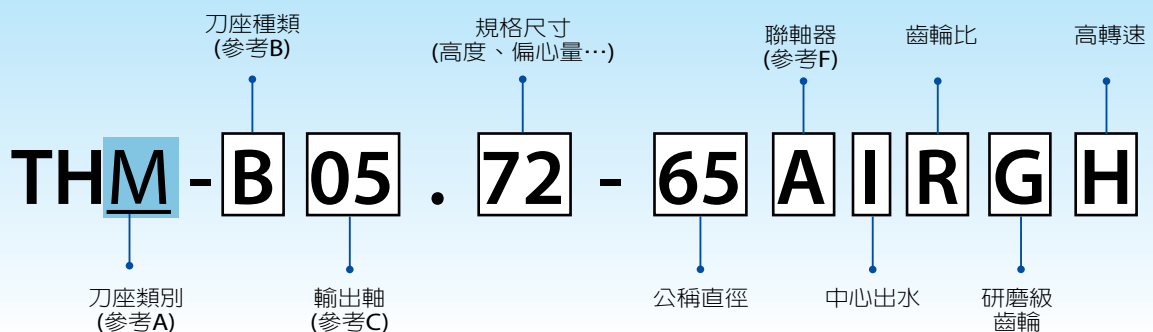 刀座種類
(參考B)
規格尺寸
(高度、偏心量…)
聯軸器
(參考F)
齒輪比
高轉速
THM-B05.72-65AIRGH
刀座類別
(參考A)
輸出軸
(參考C)
公稱直徑
中心出水
研磨級
齒輪